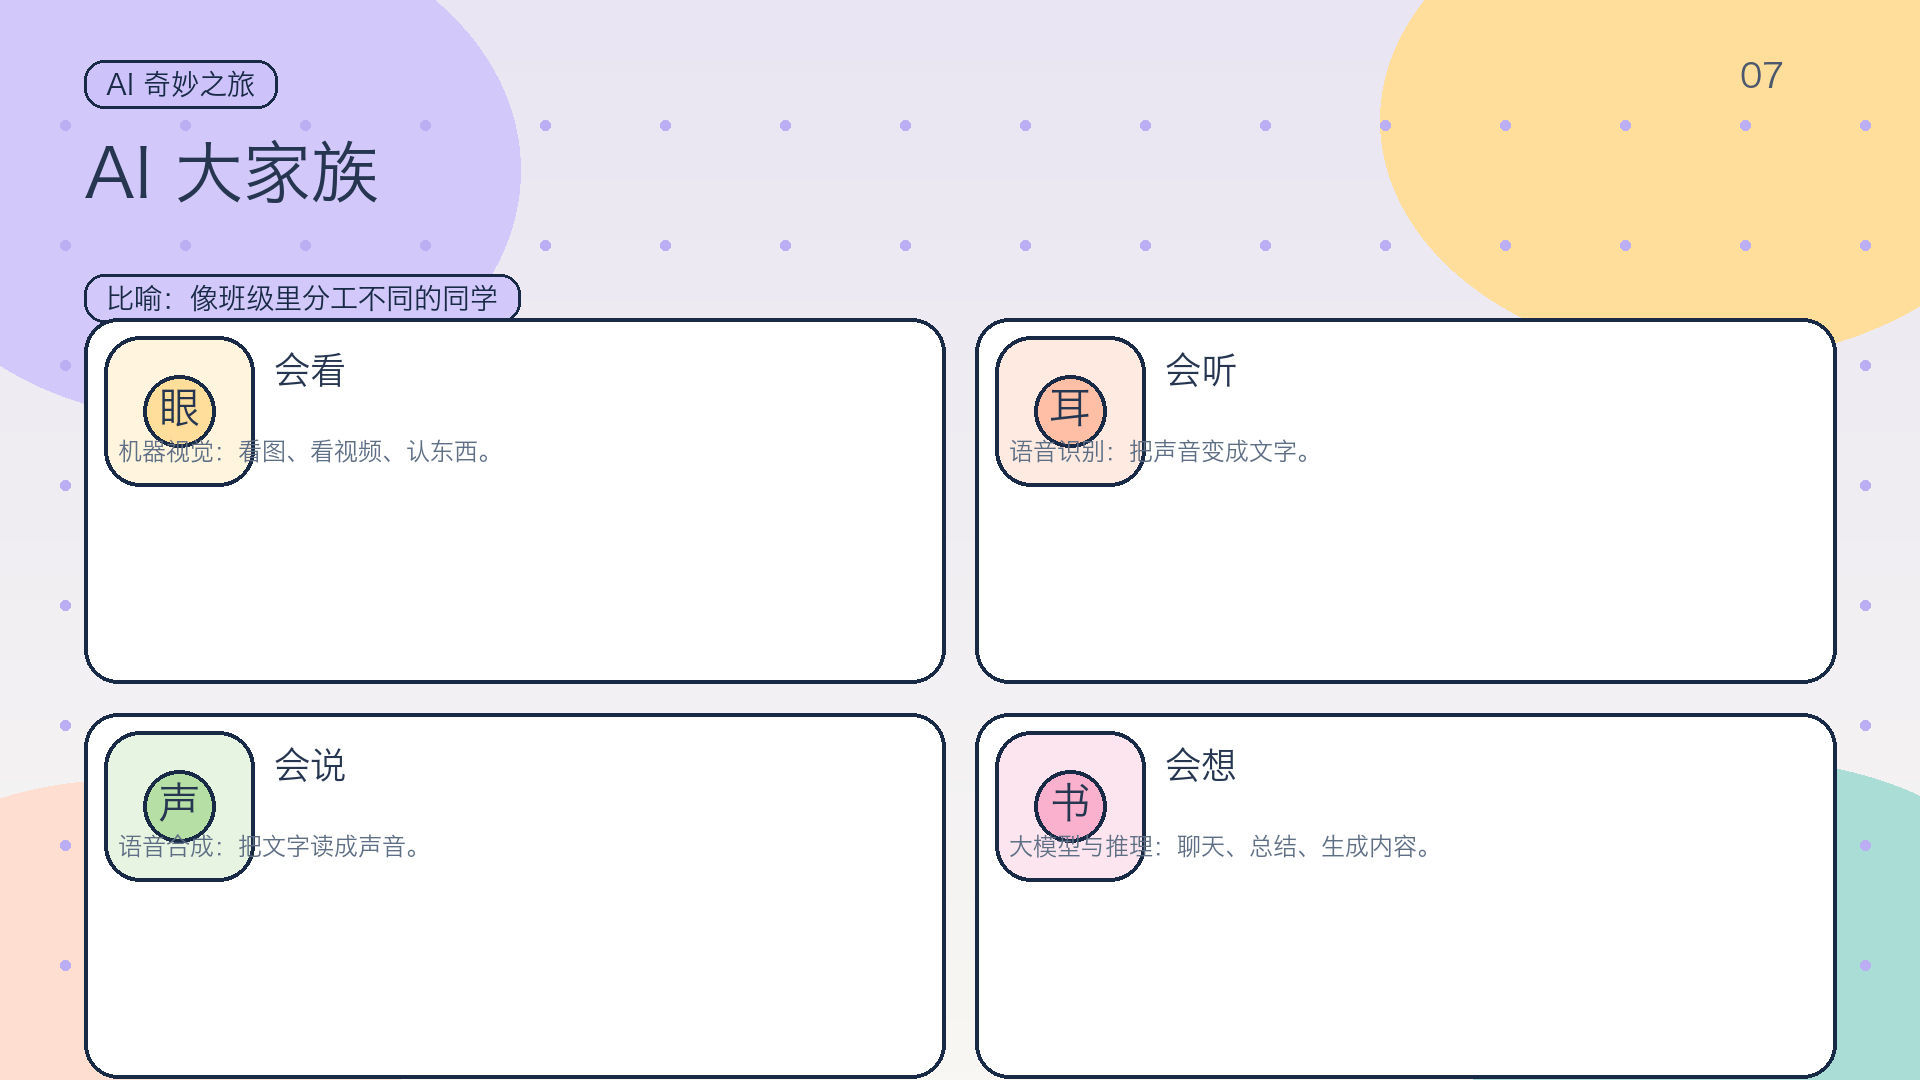 AI 奇妙之旅
07
AI 大家族
比喻：像班级里分工不同的同学
眼
会看
机器视觉：看图、看视频、认东西。
耳
会听
语音识别：把声音变成文字。
声
会说
语音合成：把文字读成声音。
书
会想
大模型与推理：聊天、总结、生成内容。